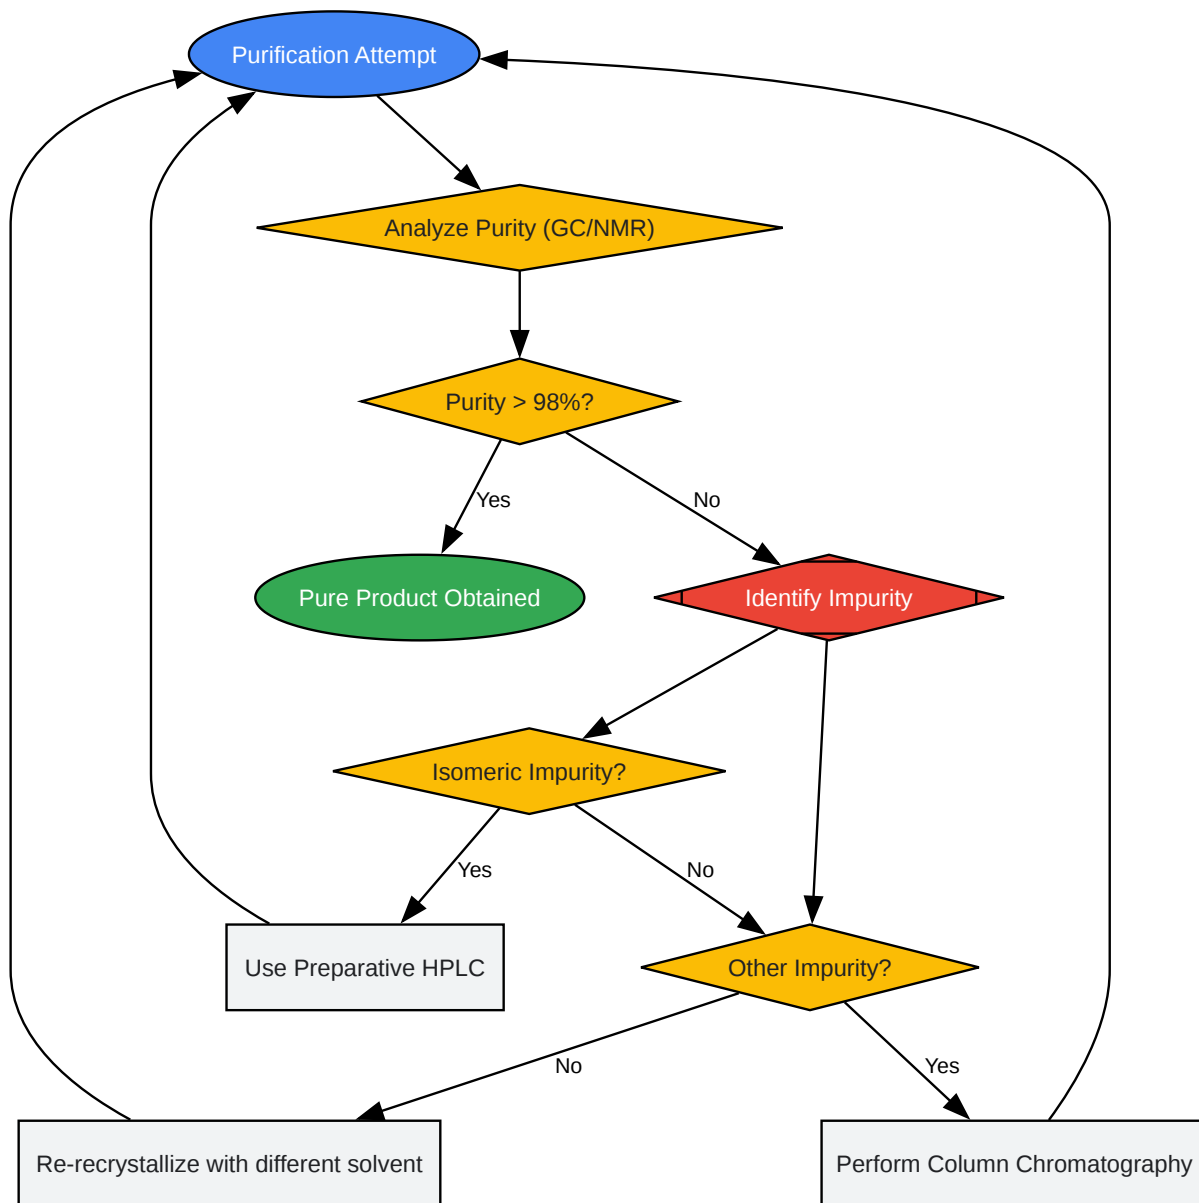 Purification Attempt
Analyze Purity (GC/NMR)
Purity > 98%?
Yes
No
Pure Product Obtained
Identify Impurity
Isomeric Impurity?
Yes
No
Use Preparative HPLC
Other Impurity?
No
Yes
Re-recrystallize with different solvent
Perform Column Chromatography